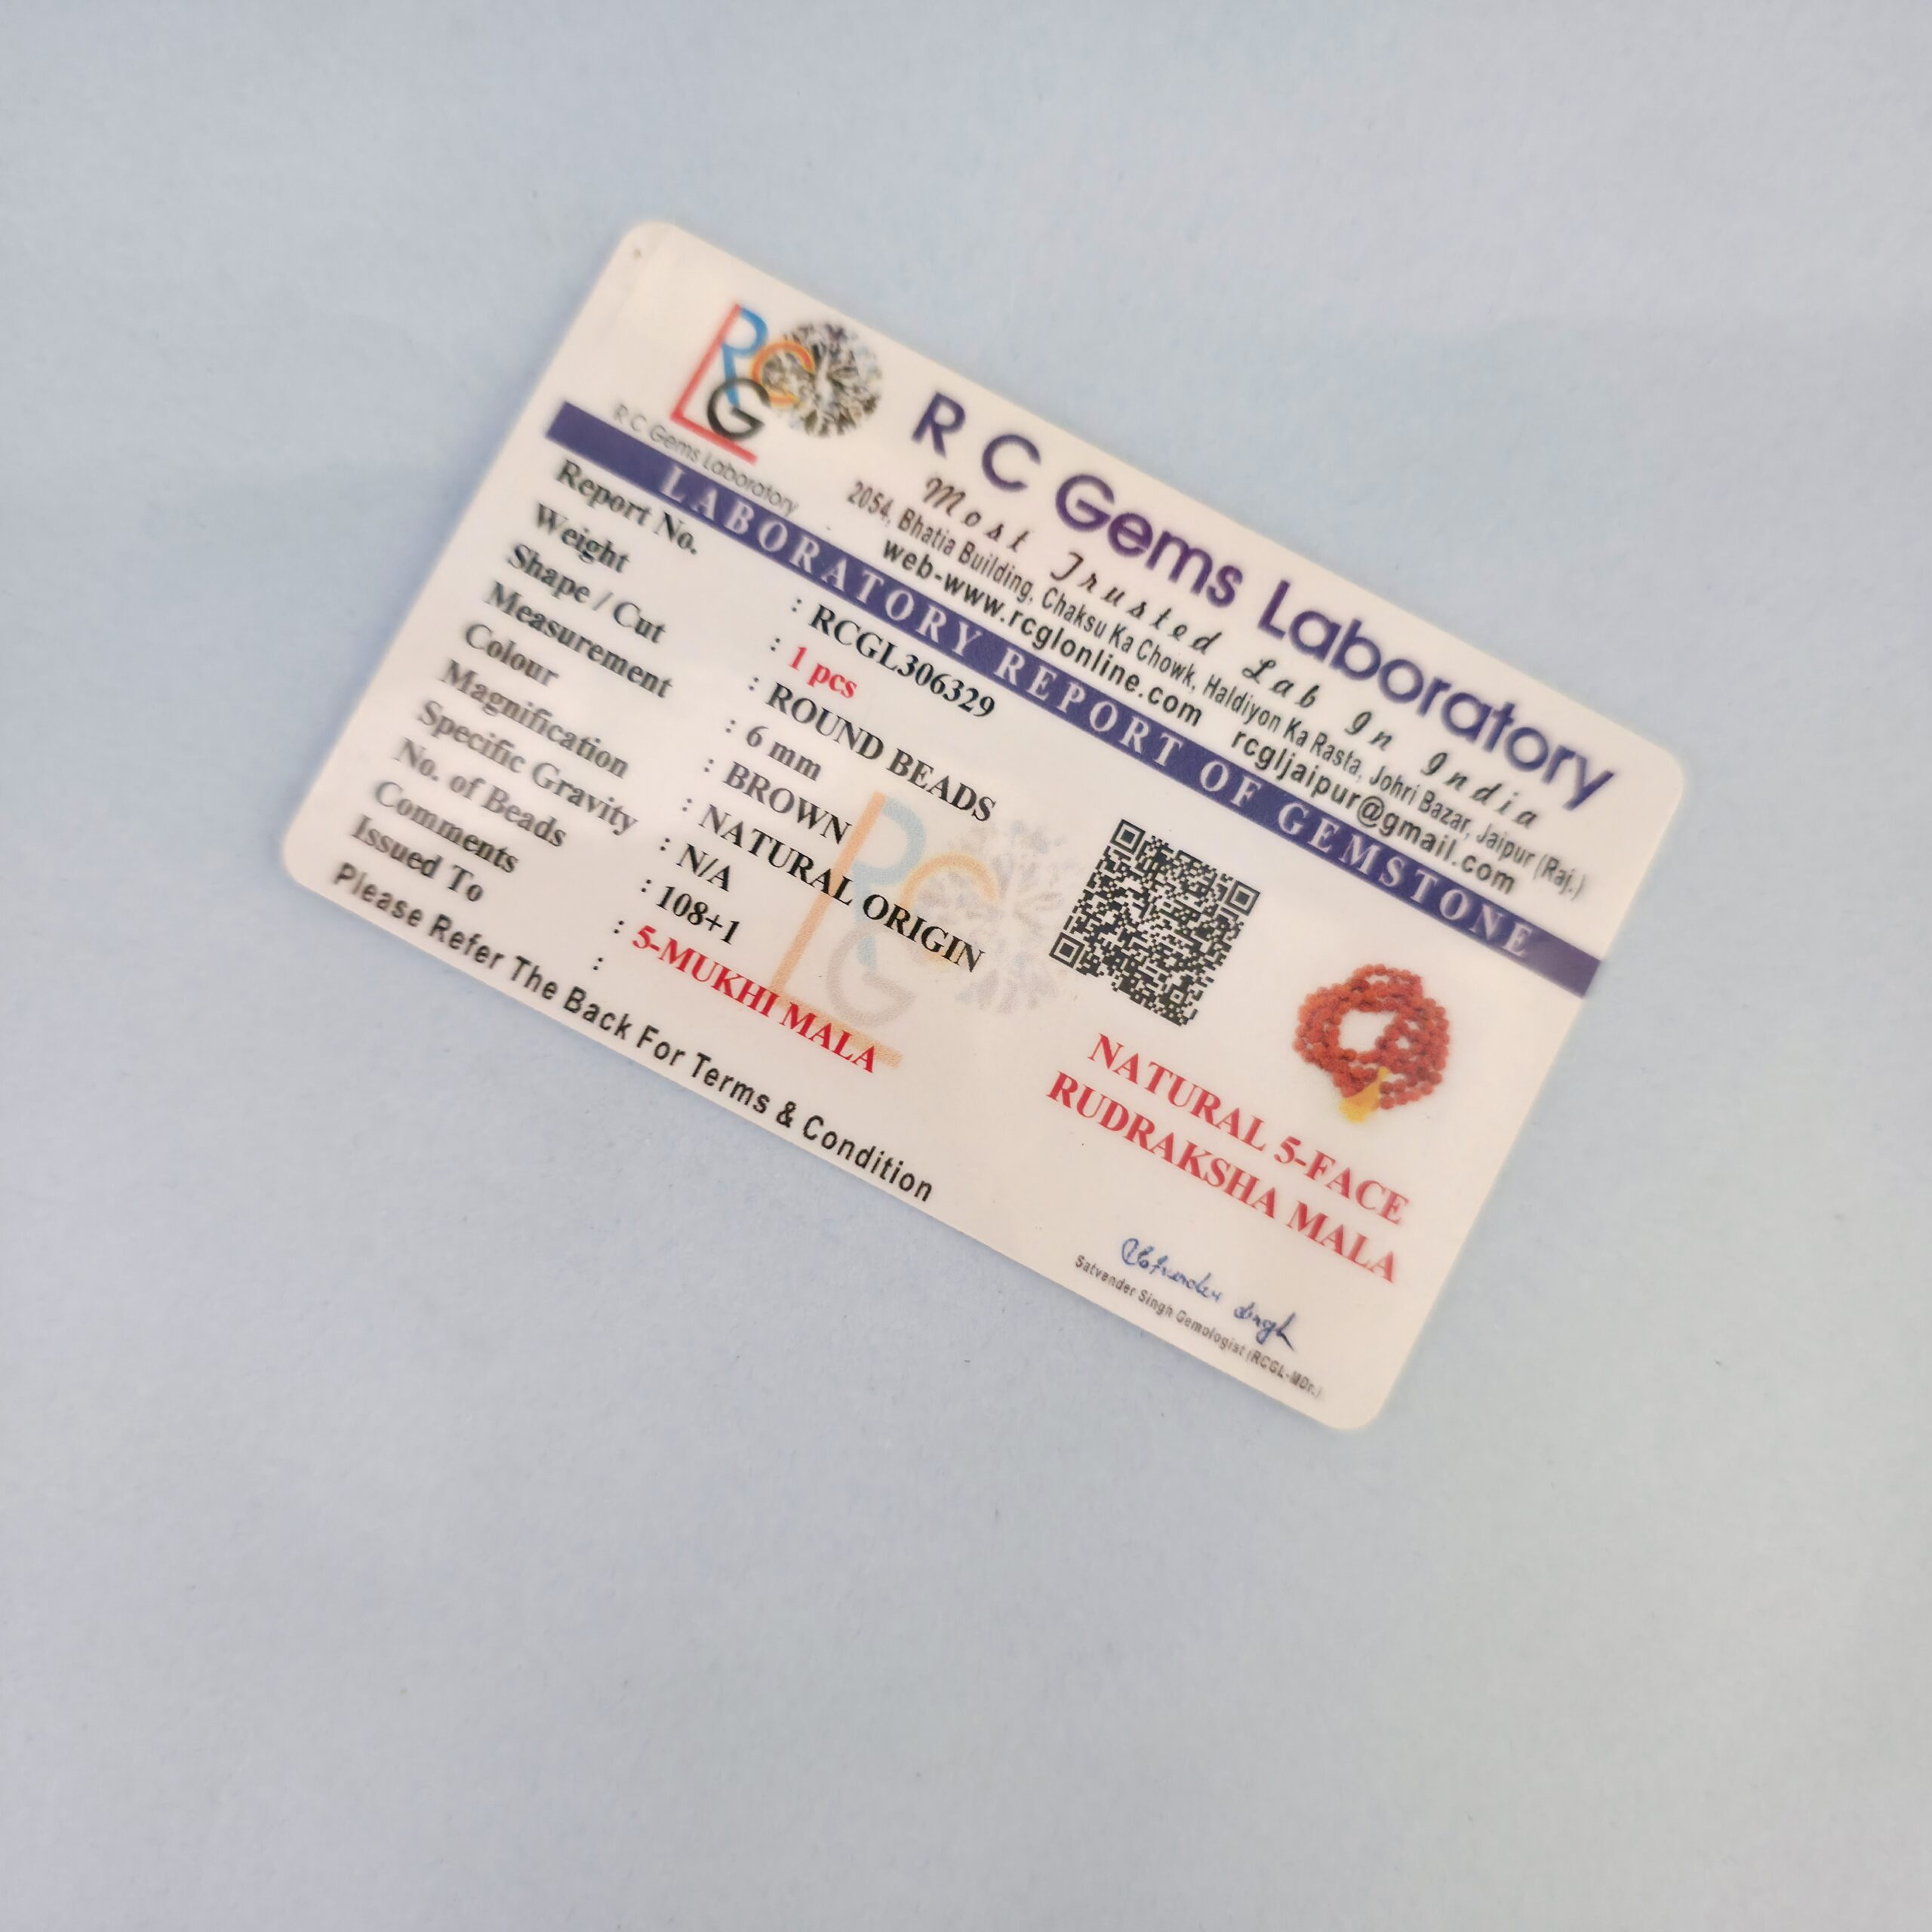 R C Gems Laboratory
Most Trusted Lab In India
2054, Bhatia Building, Chaksu Ka Chowk, Haldiyon Ka Rasta, Johri Bazar, Jaipur (Raj.)
web-www.rcglonline.com rcgljaipur@gmail.com
LRCG
R C Gems Laboratory
LABORATORY REPORT OF GEMSTONE
Report No. : RCGL306329
Weight : 1 pcs
Shape / Cut : ROUND BEADS
Measurement : 6 mm
Colour : BROWN
Magnification : NATURAL ORIGIN
Specific Gravity : N/A
No. of Beads : 108+1
Comments : 5-MUKHI MALA
Issued To :
Please Refer The Back For Terms & Condition
LRCG
NATURAL 5-FACE
RUDRAKSHA MALA
Satvender Singh
Satvender Singh Gemologist (RCGL-MDr.)